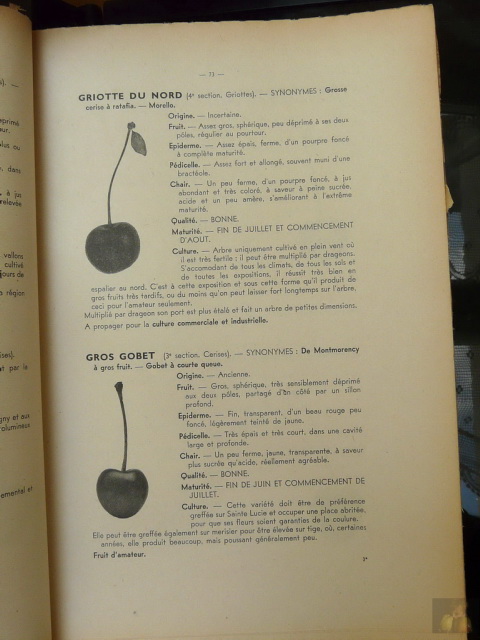 — 73 —
GRIOTTE DU NORD (4e section, Griottes). — SYNONYMES : Grosse
cerise à ratafia. — Morello.
Origine. — Incertaine.
Fruit. — Assez gros, sphérique, peu déprimé à ses deux
pôles, régulier au pourtour.
Epiderme. — Assez épais, ferme, d'un pourpre foncé
à complète maturité.
Pédicelle. — Assez fort et allongé, souvent muni d'une
bractéole.
Chair. — Un peu ferme, d'un pourpre foncé, à jus
abondant et très coloré, à saveur à peine sucrée,
acide et un peu amère, s'améliorant à l'extrême
maturité.
Qualité. — BONNE.
Maturité. — FIN DE JUILLET ET COMMENCEMENT
D'AOUT.
Culture. — Arbre uniquement cultivé en plein vent où
il est très fertile ; il peut être multiplié par drageons.
S'accomodant de tous les climats, de tous les sols et
de toutes les expositions, il réussit très bien en
espalier au nord. C'est à cette exposition et sous cette forme qu'il produit de
gros fruits très tardifs, ou du moins qu'on peut laisser fort longtemps sur l'arbre,
ceci pour l'amateur seulement.
Multiplié par drageon son port est plus étalé et fait un arbre de petites dimensions.
A propager pour la culture commerciale et industrielle.
GROS GOBET (3e section, Cerises). — SYNONYMES : De Montmorency
à gros fruit. — Gobet à courte queue.
Origine. — Ancienne.
Fruit. — Gros, sphérique, très sensiblement déprimé
aux deux pôles, partagé d'un côté par un sillon
profond.
Epiderme. — Fin, transparent, d'un beau rouge peu
foncé, légèrement teinté de jaune.
Pédicelle. — Très épais et très court, dans une cavité
large et profonde.
Chair. — Un peu ferme, jaune, transparente, à saveur
plus sucrée qu'acide, réellement agréable.
Qualité. — BONNE.
Maturité. — FIN DE JUIN ET COMMENCEMENT DE
JUILLET.
Culture. — Cette variété doit être de préférence
greffée sur Sainte Lucie et occuper une place abritée,
pour que ses fleurs soient garanties de la coulure.
Elle peut être greffée également sur merisier pour être élevée sur tige, où, certaines
années, elle produit beaucoup, mais poussant généralement peu.
Fruit d'amateur.